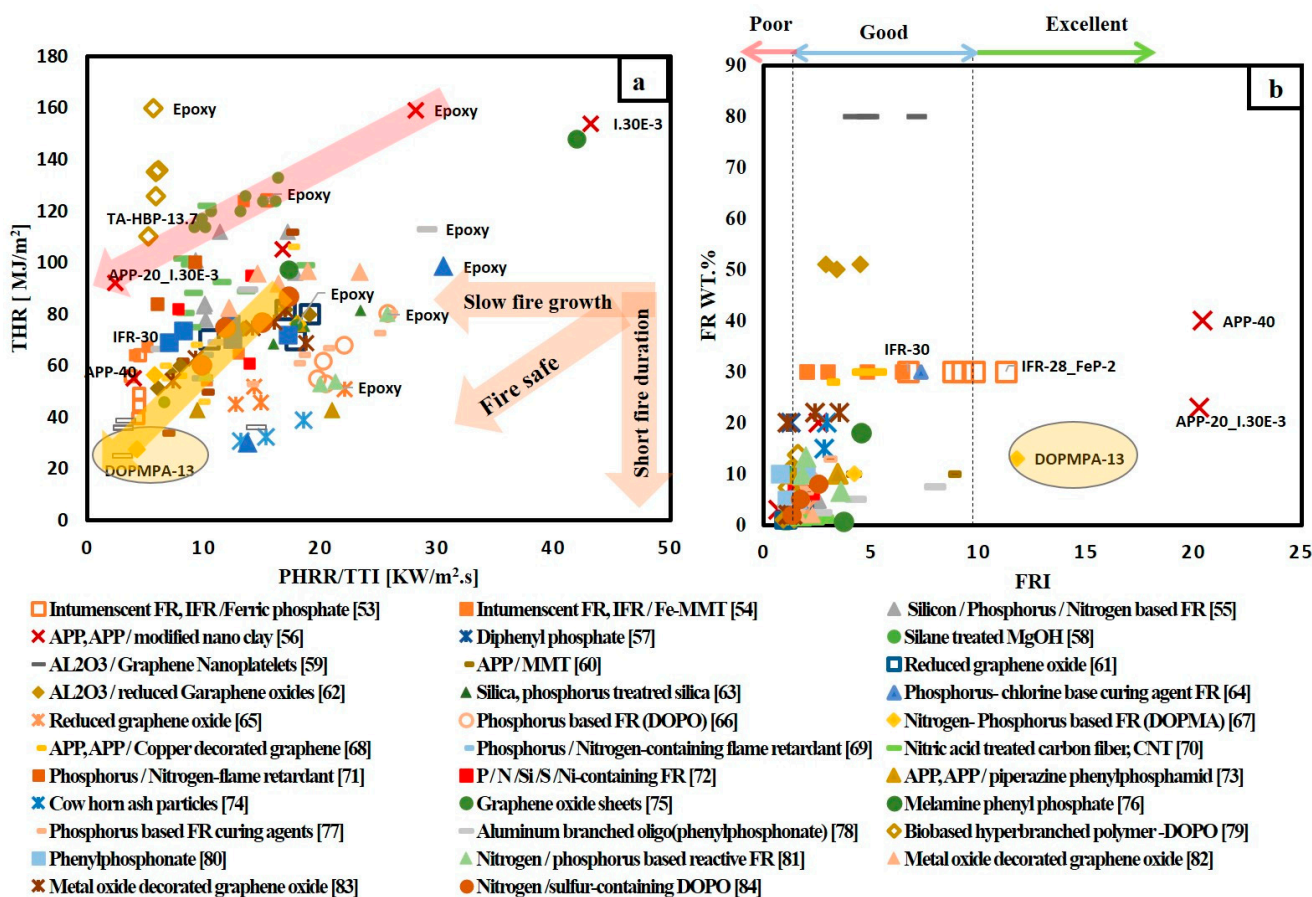 Poor
Good
Excellent
a
b
THR [ MJ/m²]
180
160
140
120
100
80
60
40
20
0
0
10
20
30
40
50
PHRR/TTI [KW/m².s]
Epoxy
Epoxy
I.30E-3
Epoxy
TA-HBP-13.7
Epoxy
Epoxy
APP-20_I.30E-3
Slow fire growth
Epoxy
Epoxy
IFR-30
APP-40
Epoxy
Fire safe
Short fire duration
DOPMPA-13
FR WT.%
90
80
70
60
50
40
30
20
10
0
0
5
10
15
20
25
FRI
APP-40
IFR-30
IFR-28_FeP-2
APP-20_I.30E-3
DOPMPA-13
Intumenscent FR, IFR /Ferric phosphate [53]
Intumenscent FR, IFR / Fe-MMT [54]
Silicon / Phosphorus / Nitrogen based FR [55]
APP, APP / modified nano clay [56]
Diphenyl phosphate [57]
Silane treated MgOH [58]
AL2O3 / Graphene Nanoplatelets [59]
APP / MMT [60]
Reduced graphene oxide [61]
AL2O3 / reduced Garaphene oxides [62]
Silica, phosphorus treatred silica [63]
Phosphorus- chlorine base curing agent FR [64]
Reduced graphene oxide [65]
Phosphorus based FR (DOPO) [66]
Nitrogen- Phosphorus based FR (DOPMA) [67]
APP, APP / Copper decorated graphene [68]
Phosphorus / Nitrogen-containing flame retardant [69]
Nitric acid treated carbon fiber, CNT [70]
Phosphorus / Nitrogen-flame retardant [71]
P / N /Si /S /Ni-containing FR [72]
APP, APP / piperazine phenylphosphamid [73]
Cow horn ash particles [74]
Graphene oxide sheets [75]
Melamine phenyl phosphate [76]
Phosphorus based FR curing agents [77]
Aluminum branched oligo(phenylphosphonate) [78]
Biobased hyperbranched polymer -DOPO [79]
Phenylphosphonate [80]
Nitrogen / phosphorus based reactive FR [81]
Metal oxide decorated graphene oxide [82]
Metal oxide decorated graphene oxide [83]
Nitrogen /sulfur-containing DOPO [84]